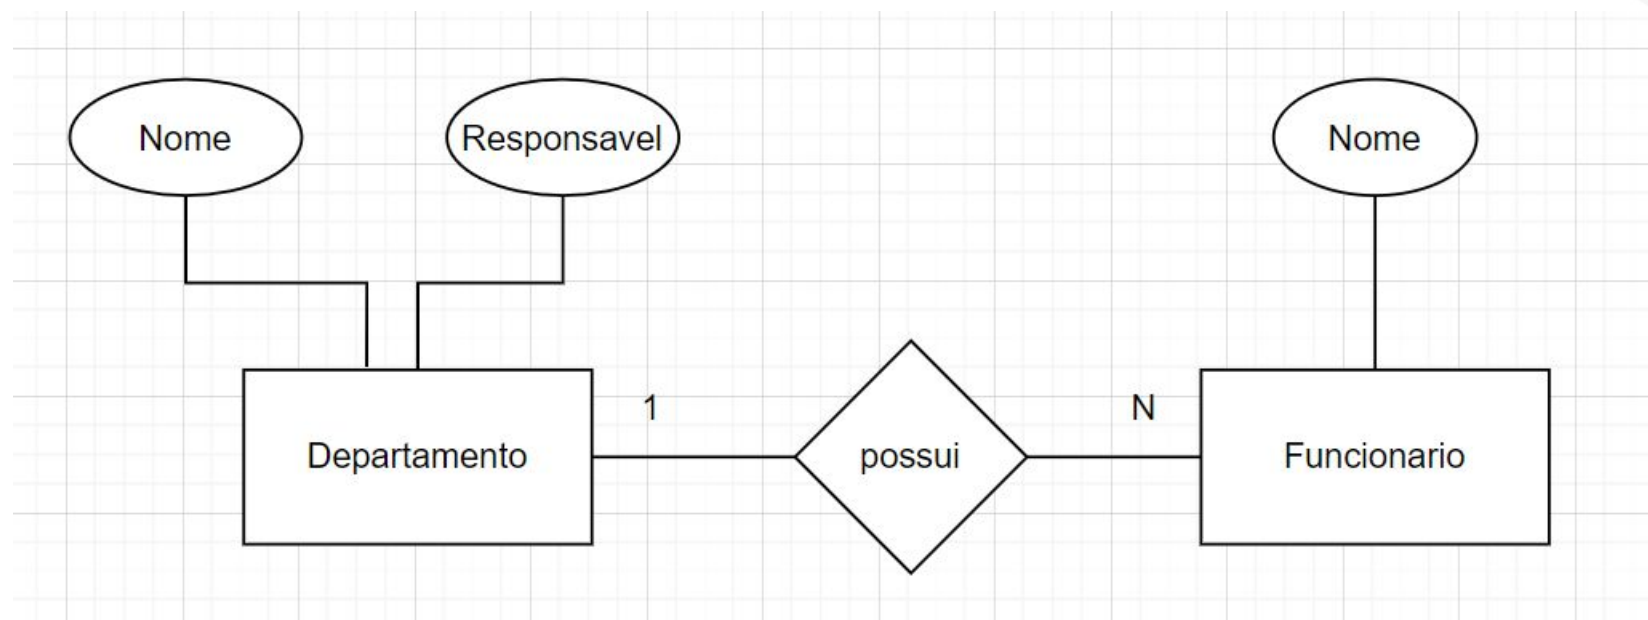 Nome
Responsavel
Nome
1
N
Departamento
possui
Funcionario